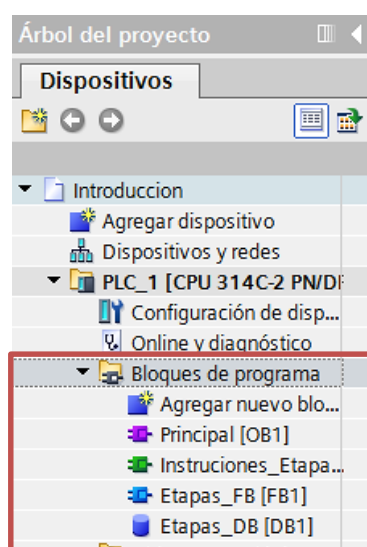 Árbol del proyecto
Dispositivos
Introduccion
Agregar dispositivo
Dispositivos y redes
PLC_1 [CPU 314C-2 PN/DP
Configuración de disp...
Online y diagnóstico
Bloques de programa
Agregar nuevo blo...
Principal [OB1]
Instruciones_Etapa...
Etapas_FB [FB1]
Etapas_DB [DB1]